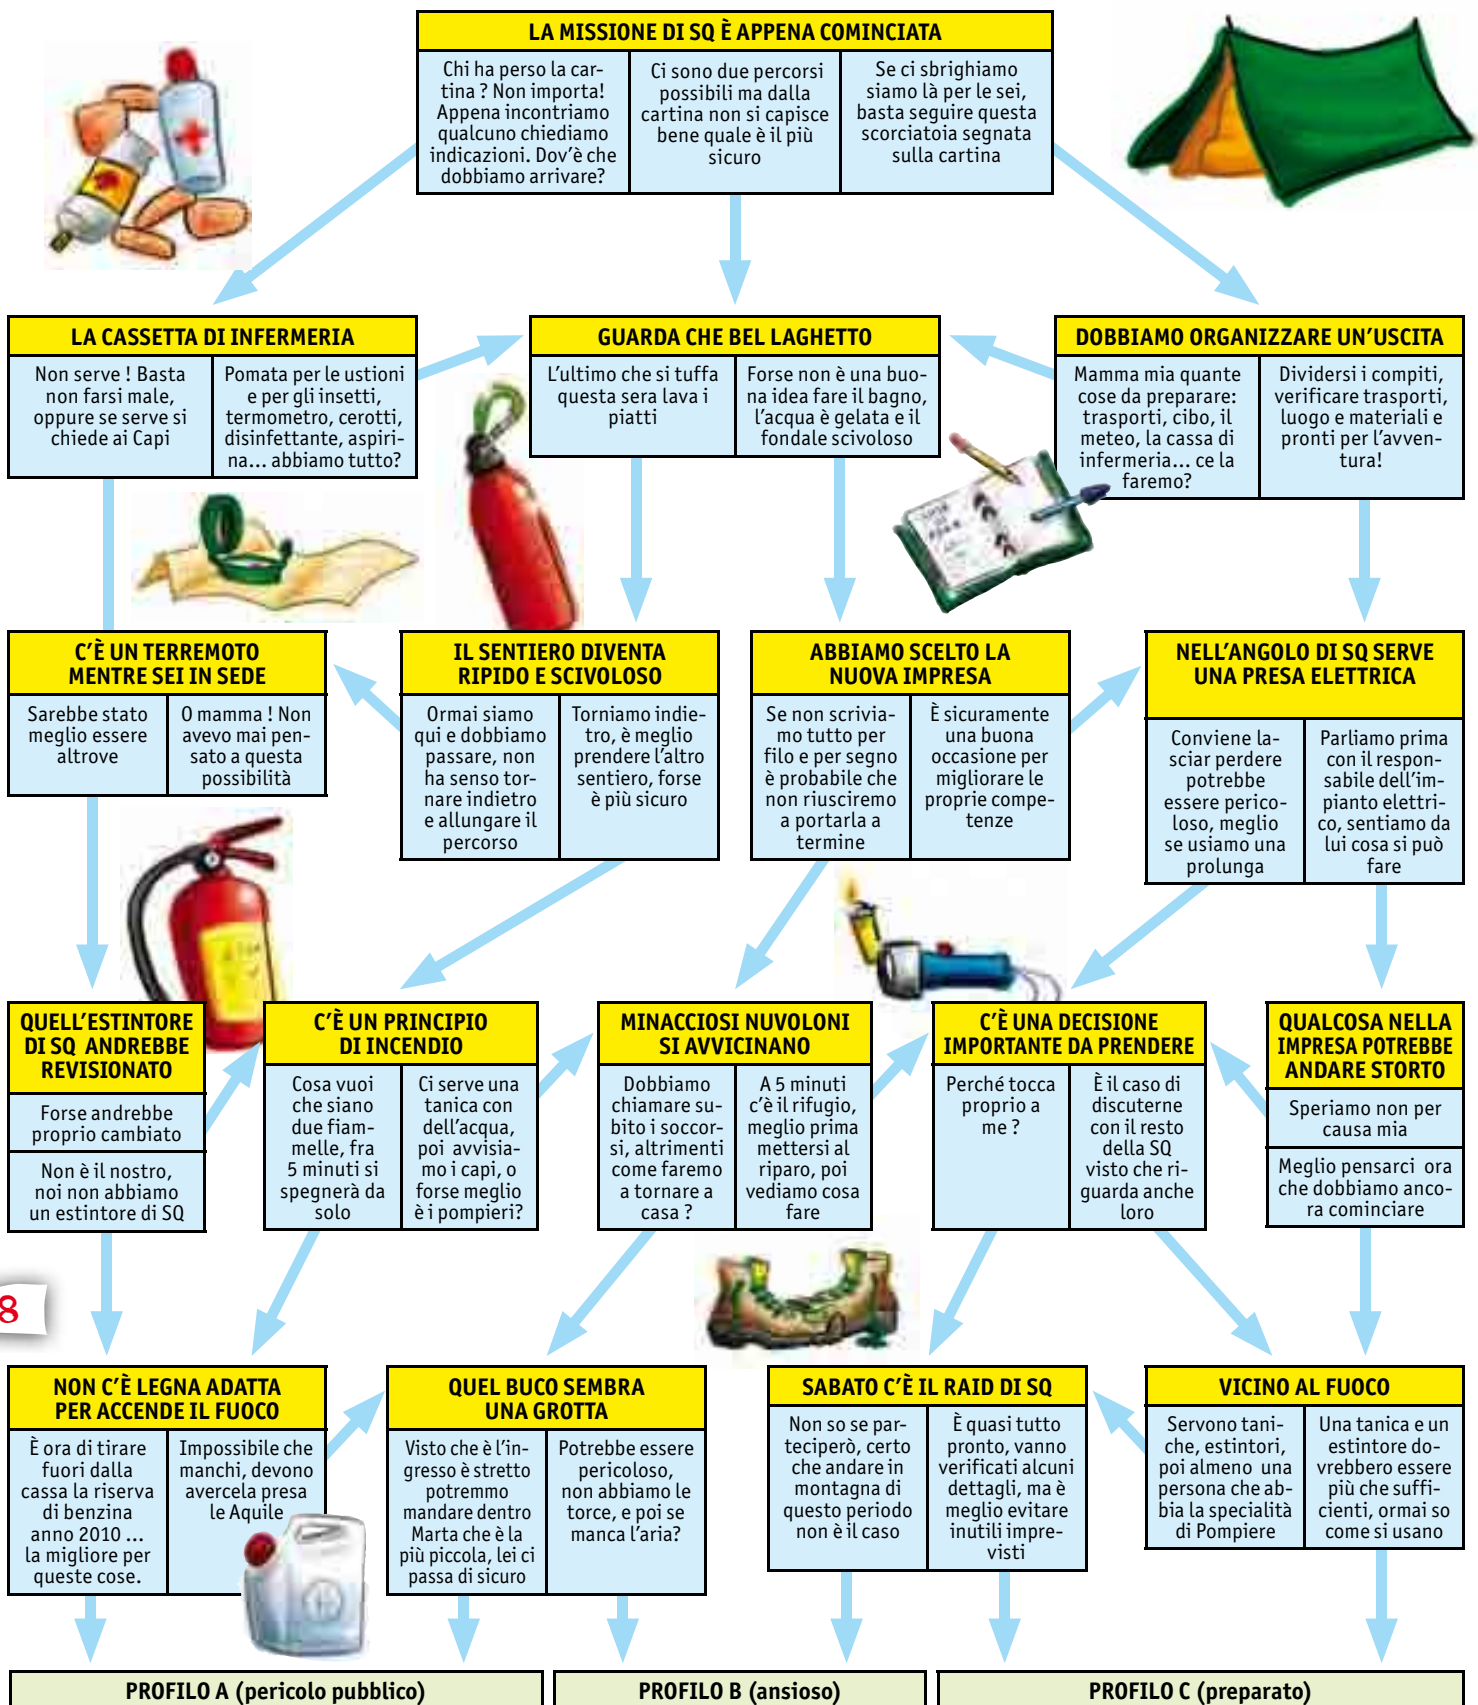 LA MISSIONE DI SQ È APPENA COMINCIATA
Chi ha perso la car-
tina ? Non importa!
Appena incontriamo
qualcuno chiediamo
indicazioni. Dov'è che
dobbiamo arrivare?
Ci sono due percorsi
possibili ma dalla
cartina non si capisce
bene quale è il più
sicuro
Se ci sbrighiamo
siamo là per le sei,
basta seguire questa
scorciatoia segnata
sulla cartina
LA CASSETTA DI INFERMERIA
Non serve ! Basta
non farsi male,
oppure se serve si
chiede ai Capi
Pomata per le ustioni
e per gli insetti,
termometro, cerotti,
disinfettante, aspiri-
na... abbiamo tutto?
GUARDA CHE BEL LAGHETTO
L'ultimo che si tuffa
questa sera lava i
piatti
Forse non è una buo-
na idea fare il bagno,
l'acqua è gelata e il
fondale scivoloso
DOBBIAMO ORGANIZZARE UN'USCITA
Mamma mia quante
cose da preparare:
trasporti, cibo, il
meteo, la cassa di
infermeria... ce la
faremo?
Dividersi i compiti,
verificare trasporti,
luogo e materiali e
pronti per l'avven-
tura!
C'È UN TERREMOTO
MENTRE SEI IN SEDE
Sarebbe stato
meglio essere
altrove
O mamma ! Non
avevo mai pen-
sato a questa
possibilità
IL SENTIERO DIVENTA
RIPIDO E SCIVOLOSO
Ormai siamo
qui e dobbiamo
passare, non
ha senso tor-
nare indietro
e allungare il
percorso
Torniamo indie-
tro, è meglio
prendere l'altro
sentiero, forse
è più sicuro
ABBIAMO SCELTO LA
NUOVA IMPRESA
Se non scrivia-
mo tutto per
filo e per segno
è probabile che
non riusciremo
a portarla a
termine
È sicuramente
una buona
occasione per
migliorare le
proprie compe-
tenze
NELL'ANGOLO DI SQ SERVE
UNA PRESA ELETTRICA
Conviene la-
sciar perdere
potrebbe
essere perico-
loso, meglio
se usiamo una
prolunga
Parliamo prima
con il respon-
sabile dell'im-
pianto elettri-
co, sentiamo da
lui cosa si può
fare
QUELL'ESTINTORE
DI SQ ANDREBBE
REVISIONATO
Forse andrebbe
proprio cambiato
Non è il nostro,
noi non abbiamo
un estintore di SQ
C'È UN PRINCIPIO
DI INCENDIO
Cosa vuoi
che siano
due fiam-
melle, fra
5 minuti si
spegnerà da
solo
Ci serve una
tanica con
dell'acqua,
poi avvisia-
mo i capi, o
forse meglio
è i pompieri?
MINACCIOSI NUVOLONI
SI AVVICINANO
Dobbiamo
chiamare su-
bito i soccor-
si, altrimenti
come faremo
a tornare a
casa ?
A 5 minuti
c'è il rifugio,
meglio prima
mettersi al
riparo, poi
vediamo cosa
fare
C'È UNA DECISIONE
IMPORTANTE DA PRENDERE
Perché tocca
proprio a
me ?
È il caso di
discuterne
con il resto
della SQ
visto che ri-
guarda anche
loro
QUALCOSA NELLA
IMPRESA POTREBBE
ANDARE STORTO
Speriamo non per
causa mia
Meglio pensarci ora
che dobbiamo anco-
ra cominciare
8
NON C'È LEGNA ADATTA
PER ACCENDE IL FUOCO
È ora di tirare
fuori dalla
cassa la riserva
di benzina
anno 2010 ...
la migliore per
queste cose.
Impossibile che
manchi, devono
avercela presa
le Aquile
QUEL BUCO SEMBRA
UNA GROTTA
Visto che è l'in-
gresso è stretto
potremmo
mandare dentro
Marta che è la
più piccola, lei ci
passa di sicuro
Potrebbe essere
pericoloso,
non abbiamo le
torce, e poi se
manca l'aria?
SABATO C'È IL RAID DI SQ
Non so se par-
teciperò, certo
che andare in
montagna di
questo periodo
non è il caso
È quasi tutto
pronto, vanno
verificati alcuni
dettagli, ma è
meglio evitare
inutili impre-
visti
VICINO AL FUOCO
Servono tani-
che, estintori,
poi almeno una
persona che ab-
bia la specialità
di Pompiere
Una tanica e un
estintore do-
vrebbero essere
più che suffi-
cienti, ormai so
come si usano
PROFILO A (pericolo pubblico)
PROFILO B (ansioso)
PROFILO C (preparato)